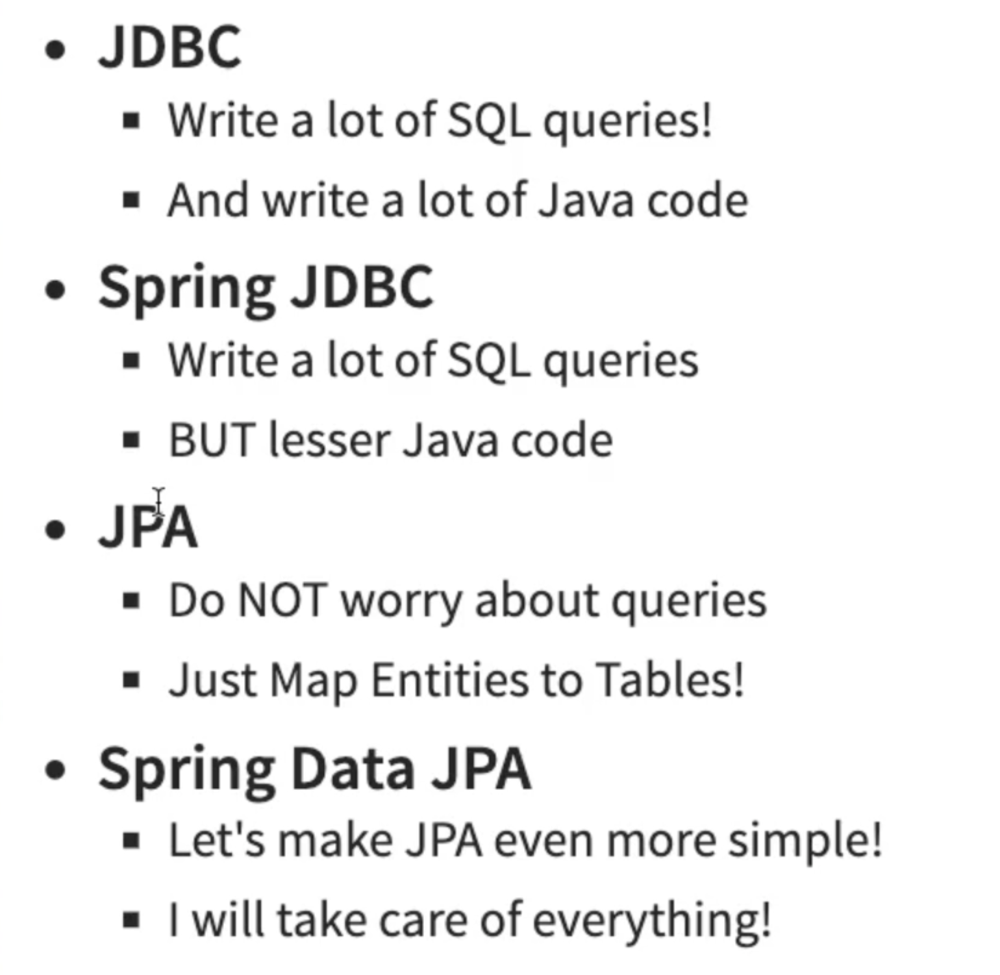 • JDBC
▪ Write a lot of SQL queries!
▪ And write a lot of Java code
• Spring JDBC
▪ Write a lot of SQL queries
▪ BUT lesser Java code
• JPA
▪ Do NOT worry about queries
▪ Just Map Entities to Tables!
• Spring Data JPA
▪ Let's make JPA even more simple!
▪ I will take care of everything!